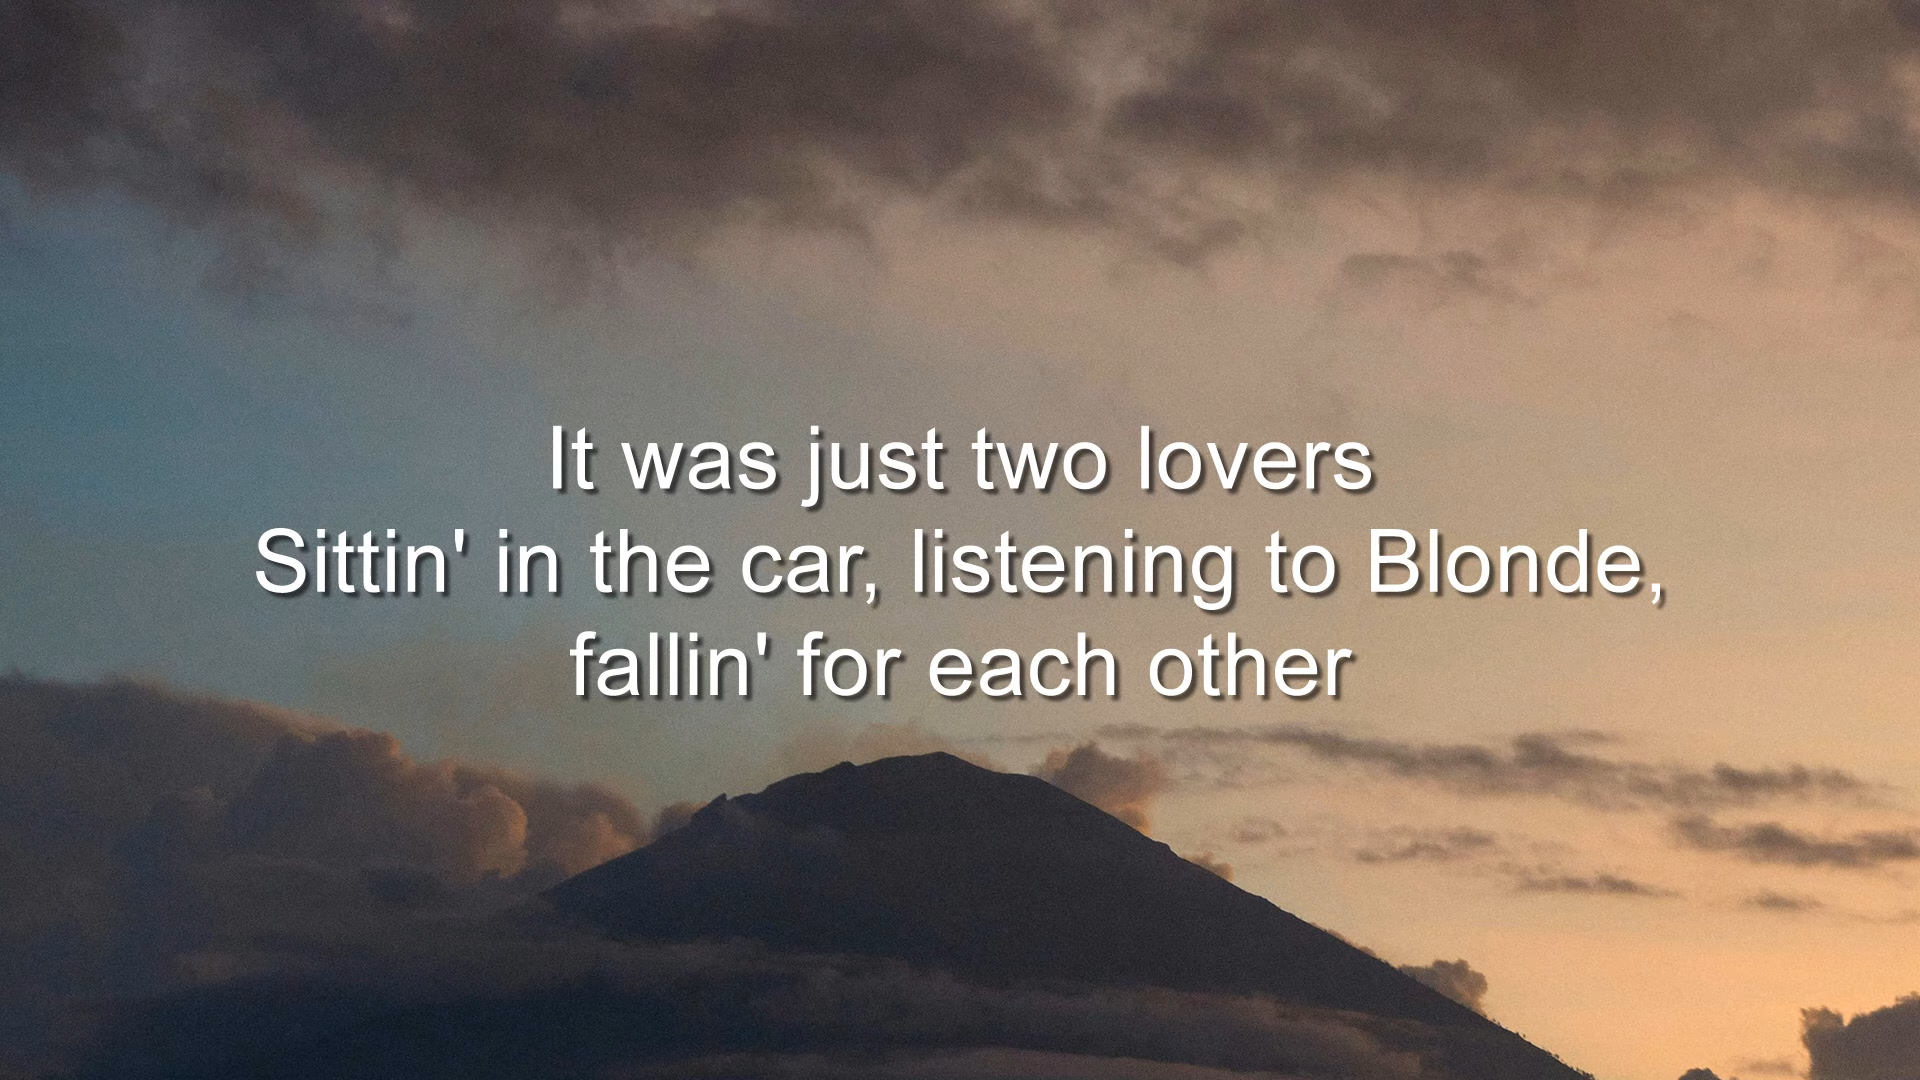 It was just two lovers
Sittin' in the car, listening to Blonde,
fallin' for each other